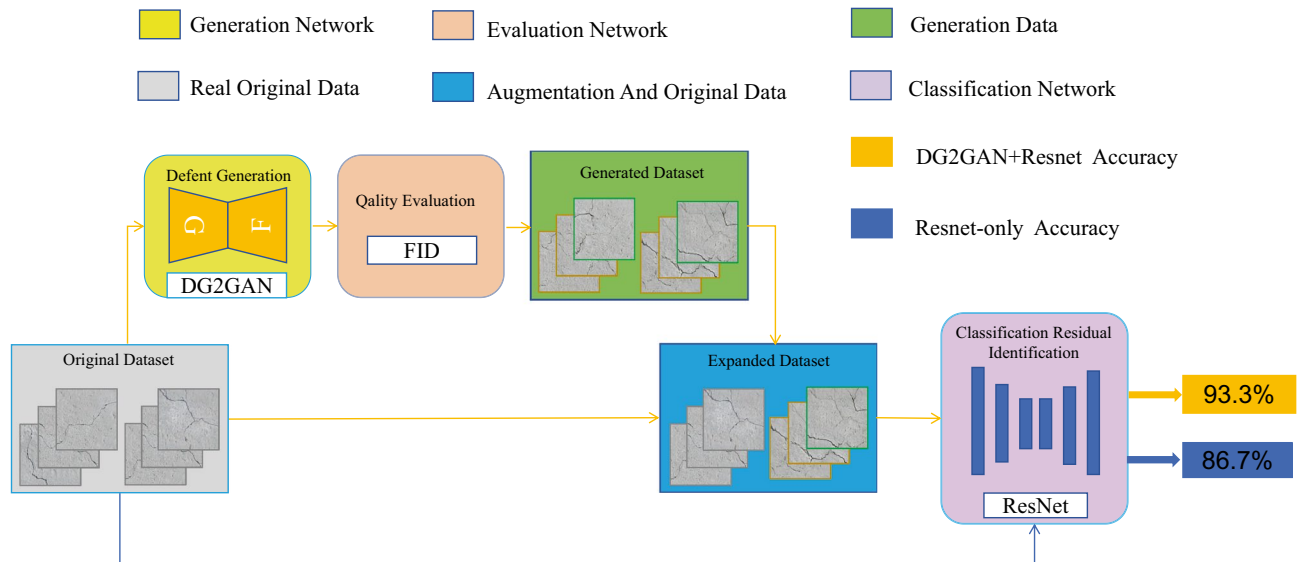 Generation Network
Evaluation Network
Generation Data
Real Original Data
Augmentation And Original Data
Classification Network
DG2GAN+Resnet Accuracy
Resnet-only Accuracy
Defent Generation
G F
DG2GAN
Qality Evaluation
FID
Generated Dataset
Original Dataset
Expanded Dataset
Classification Residual
Identification
ResNet
93.3%
86.7%